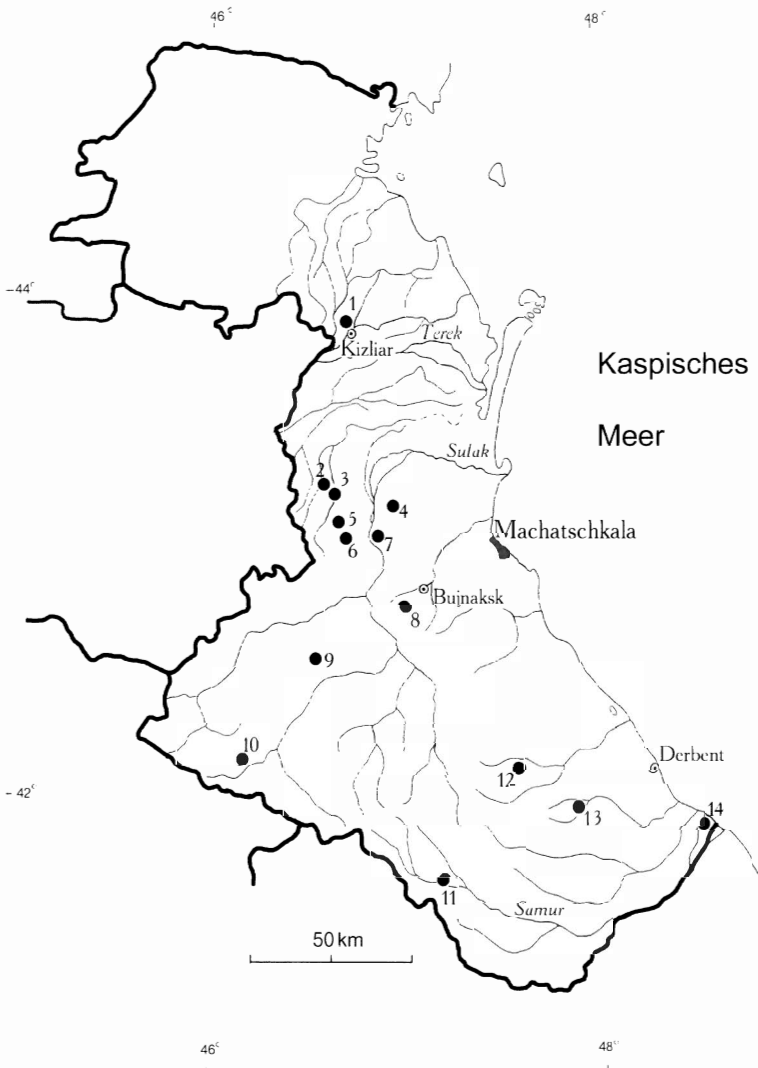 46°
48°
44°
1
Kizliar
Terek
Kaspisches
Meer
Sulak
2
3
4
5
6
7
Machatschkala
Bujnaksk
8
9
10
Derbent
12
42°
13
14
11
Samur
50 km
46°
48°